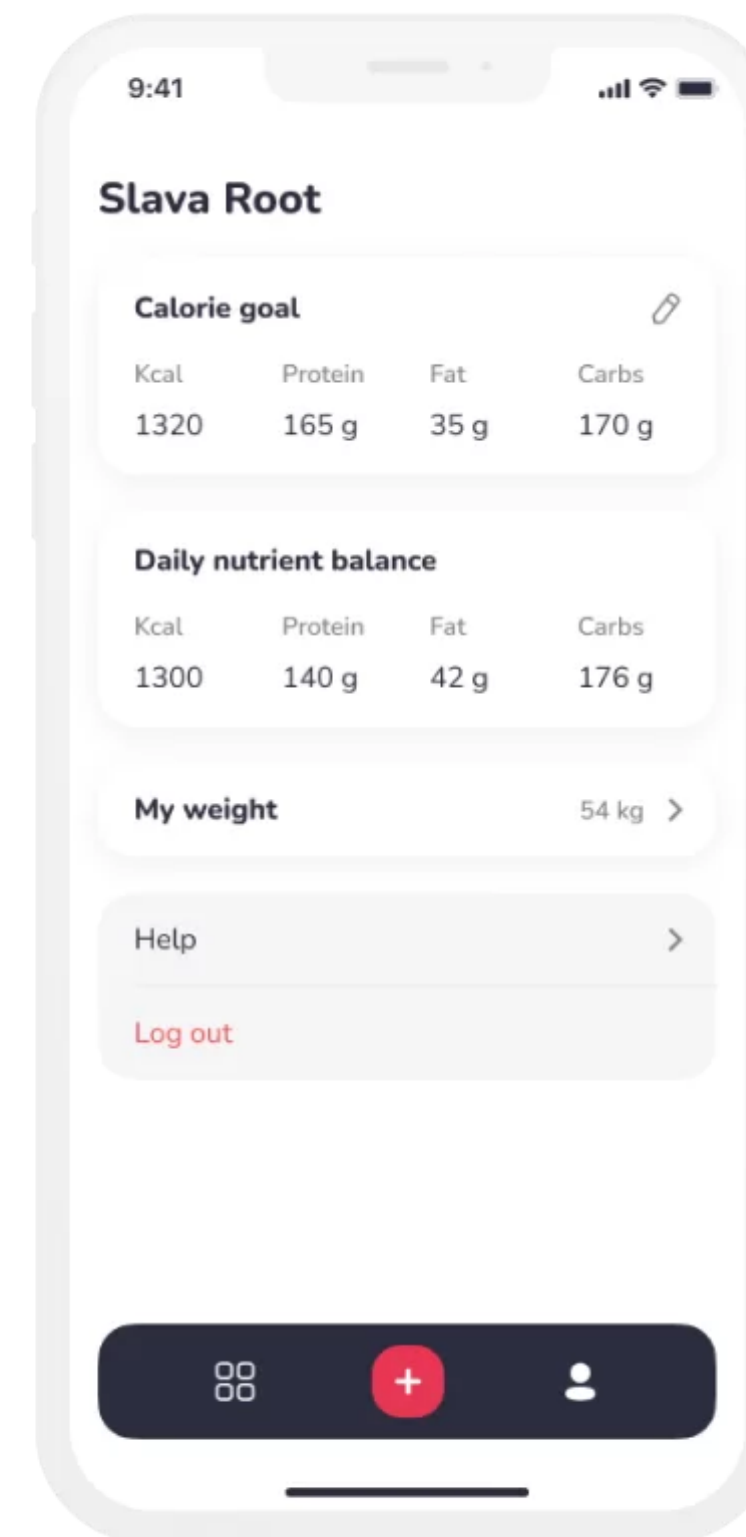 9:41
Slava Root
Calorie goal
Kcal Protein Fat Carbs
1320 165 g 35 g 170 g
Daily nutrient balance
Kcal Protein Fat Carbs
1300 140 g 42 g 176 g
My weight 54 kg
Help
Log out